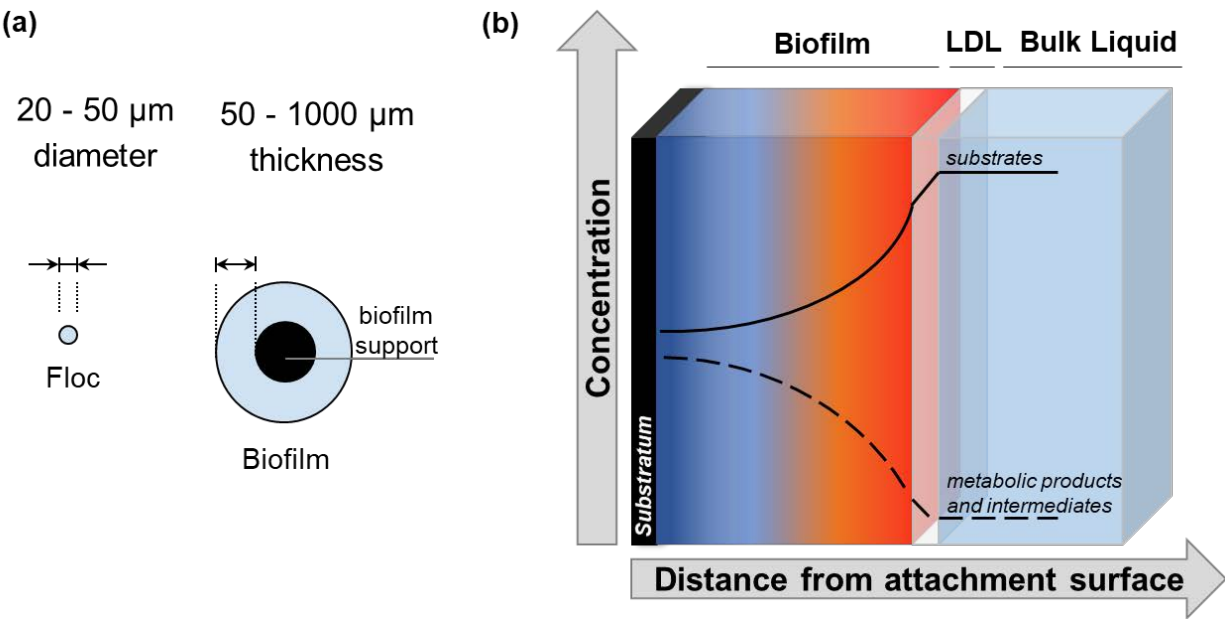 (a)
20 - 50 µm
diameter
50 - 1000 µm
thickness
Floc
biofilm
support
Biofilm
(b)
Biofilm
LDL
Bulk Liquid
Concentration
Substratum
substrates
metabolic products
and intermediates
Distance from attachment surface